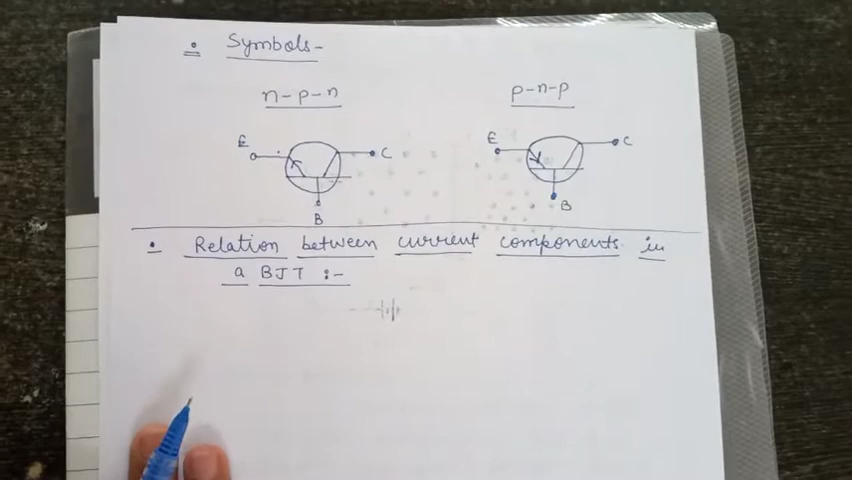 Symbols-
n-p-n
p-n-p
E
C
B
E
C
B
Relation between current components in
a BJT :-